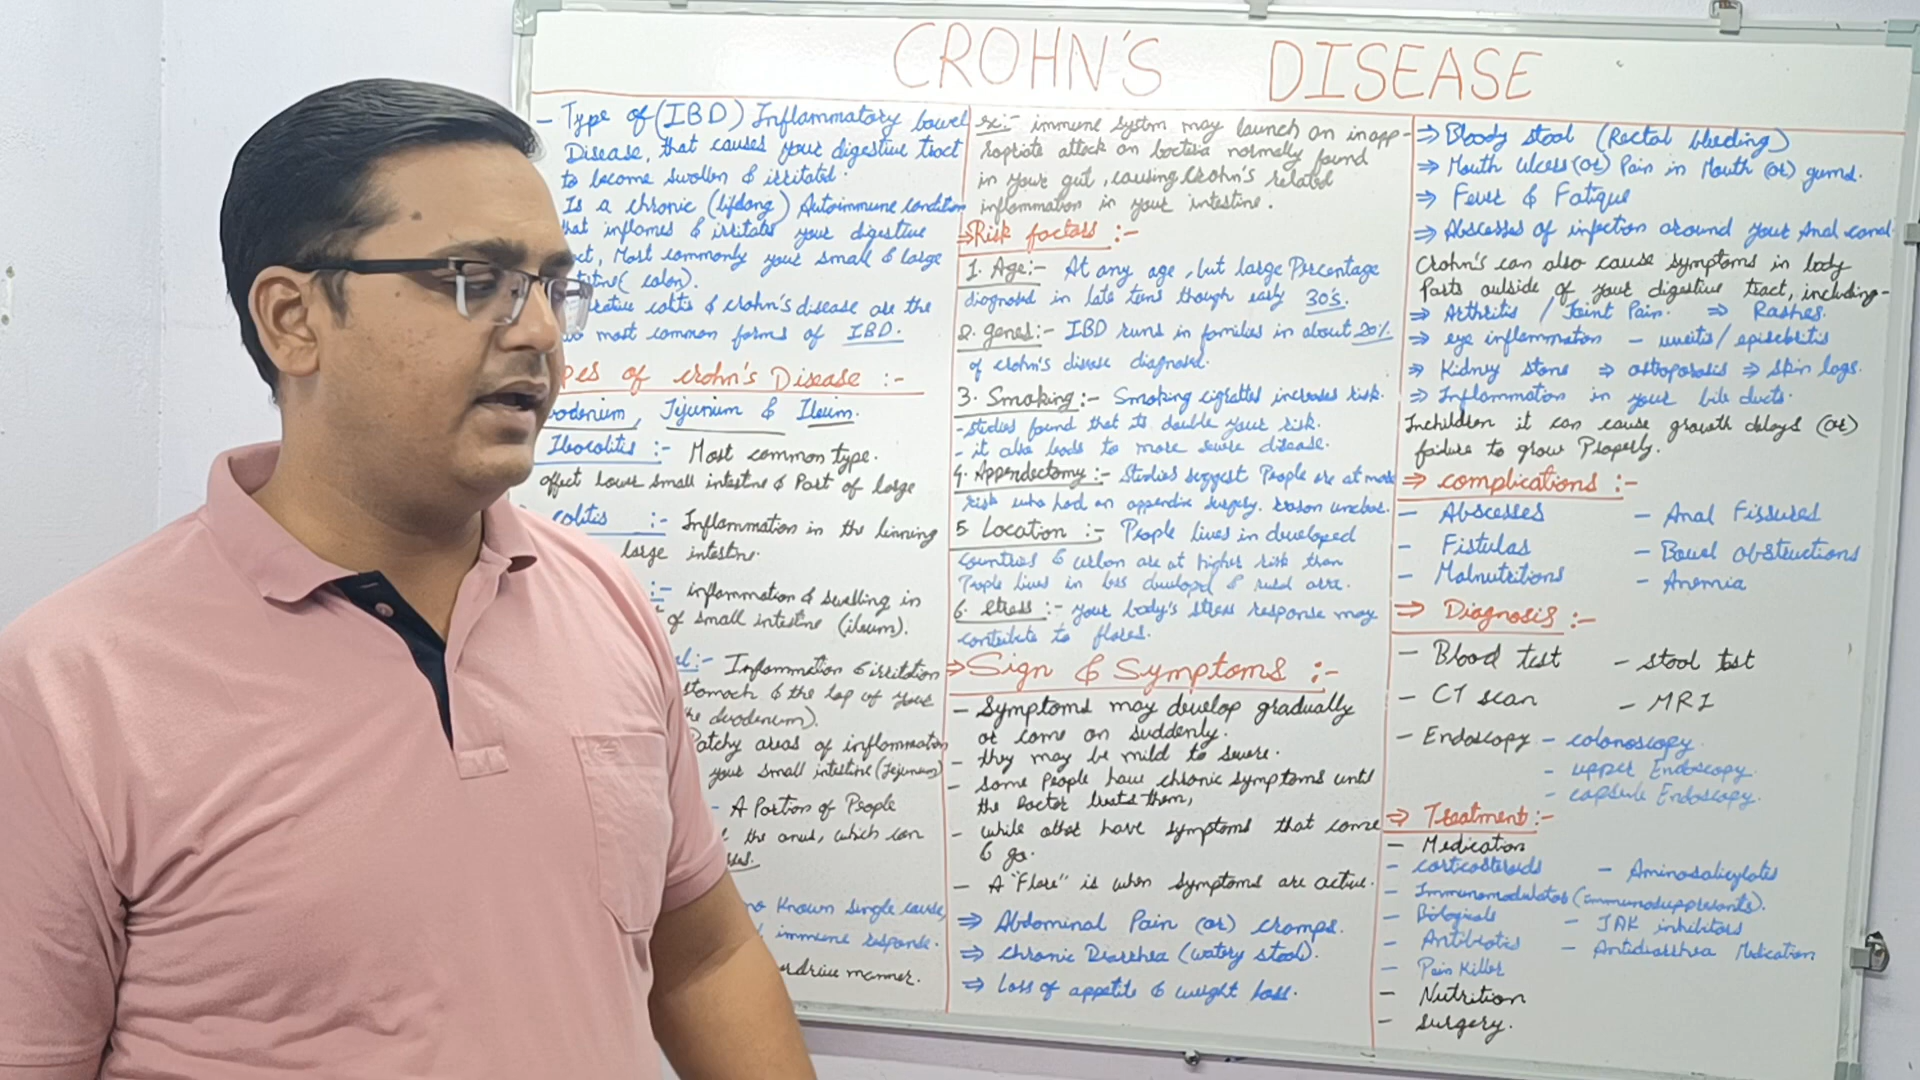 CROHN'S DISEASE
- Type of (IBD) Inflammatory bowel
Disease, that causes your digestive tract
to become swollen & irritated.
Is a chronic (lifelong) Autoimmune condition
that inflames & irritates your digestive
Most commonly your small & large
(colon).
colitis & crohn's disease are the
most common forms of IBD.
of crohn's Disease :-
Jejunium & Ileum.
Ileocolitis :- Most common type.
affect lower small intestine & Part of large
colitis :- Inflammation in the linning
large intestine.
:- inflammation & swelling in
of small intestine (ileum).
:- Inflammation & irritation
stomach & the top of your
duodenum).
Patchy areas of inflammation
your small intestine (Jejunum)
- A Portion of People
the anus, which can
no known single cause,
immune response.
manner.
ex:- immune systm may launch an inapp-
ropriate attack on bacteria normally found
in your gut, causing Crohn's related
inflammation in your intestine.
⇒ Risk factors :-
1. Age:- At any age, but large Percentage
diagnosed in late teens though early 30's.
2. genes:- IBD runs in families in about 20%
of crohn's disease diagnosed.
3. Smoking:- Smoking cigrattes increases risk.
- studies found that its double your risk.
- it also leads to more severe disease.
4. Appendectomy:- Studies suggest People are at more
risk who had an appendix surgery. reason unclear.
5 Location :- People lives in developed
countries & urban are at higher risk than
People lives in less developd & rural area.
6. Stress:- your body's stress response may
contribute to flares.
⇒ Sign & Symptoms :-
- Symptoms may develop gradually
or come on suddenly.
- they may be mild to severe.
- Some People have chronic symptoms until
the Doctor treats them,
- while other have symptoms that come
& go.
- A "Flare" is when symptoms are active.
⇒ Abdominal Pain (or) cramps.
⇒ chronic Diarrhea (watery stool).
⇒ Loss of appetite & weight loss.
⇒ Bloody stool (Rectal bleeding)
⇒ Mouth ulcers (or) Pain in Mouth (or) gums.
⇒ Fever & Fatique
⇒ Abscesses of infection around your Anal canal.
Crohn's can also cause symptoms in body
Parts outside of your digestive tract, including-
⇒ Arthritis / Joint Pain. ⇒ Rashes.
⇒ eye inflammation - uveitis/
⇒ Kidney stone ⇒ ⇒ Skin
⇒ Inflammation in your bile ducts.
Inchildren it can cause growth delays (or)
failure to grow Properly.
⇒ complications :-
- Abscesses - Anal Fissured
- Fistulas - Bowel obstructions
- Malnutritions - Anemia
⇒ Diagnosis :-
- Blood test - stool test
- CT scan - MRI
- Endoscopy - colonoscopy.
- upper Endoscopy.
- capsule Endoscopy.
⇒ Treatment :-
- Medication
- corticosteroids - Aminosalicylates
- Immunomodulator (immunosuppressants).
- Biologicals - JAK inhibitors
- Antibiotic - Antidiarrhea Medication
- Pain Killer
- Nutrition
- surgery.